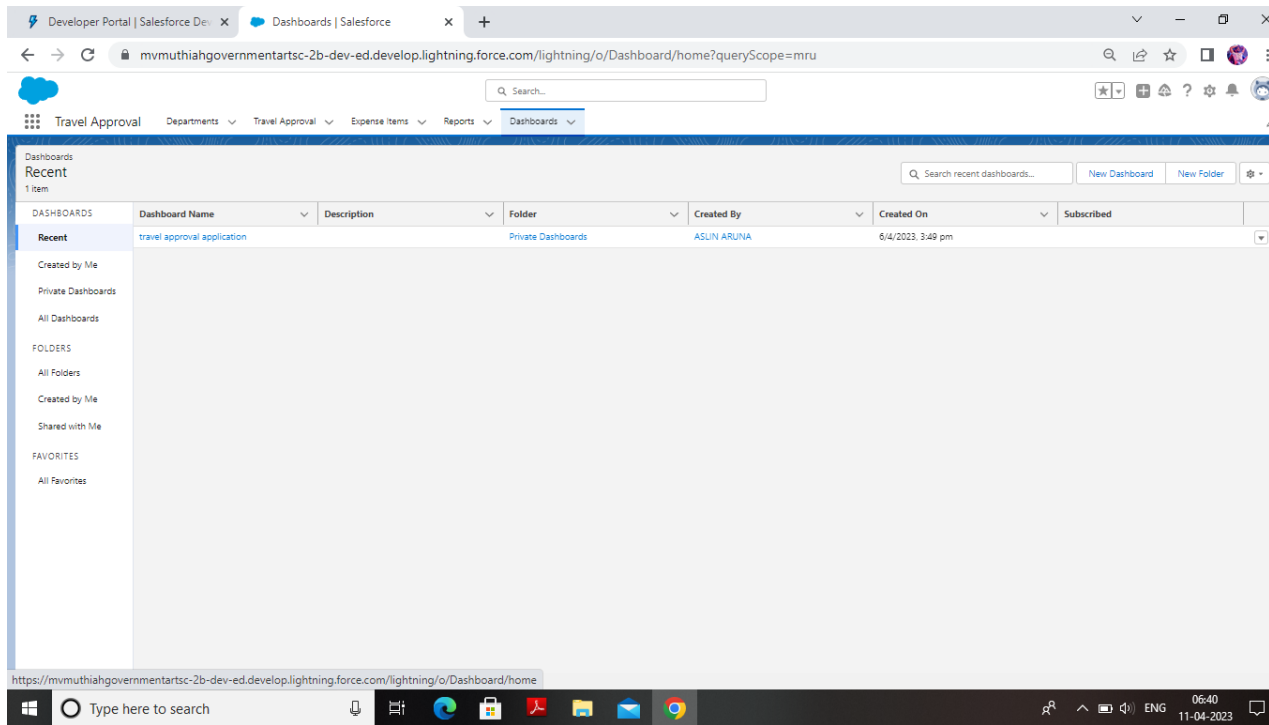 Developer Portal | Salesforce Dev
Dashboards | Salesforce
mvmuthiahgovernmentartsc-2b-dev-ed.develop.lightning.force.com/lightning/o/Dashboard/home?queryScope=mru
Search...
Travel Approval Departments Travel Approval Expense Items Reports Dashboards
Dashboards
Recent
1 item
Search recent dashboards... New Dashboard New Folder
DASHBOARDS Dashboard Name Description Folder Created By Created On Subscribed
Recent travel approval application Private Dashboards ASLIN ARUNA 6/4/2023, 3:49 pm
Created by Me
Private Dashboards
All Dashboards
FOLDERS
All Folders
Created by Me
Shared with Me
FAVORITES
All Favorites
https://mvmuthiahgovernmentartsc-2b-dev-ed.develop.lightning.force.com/lightning/o/Dashboard/home
Type here to search ENG 06:40
11-04-2023